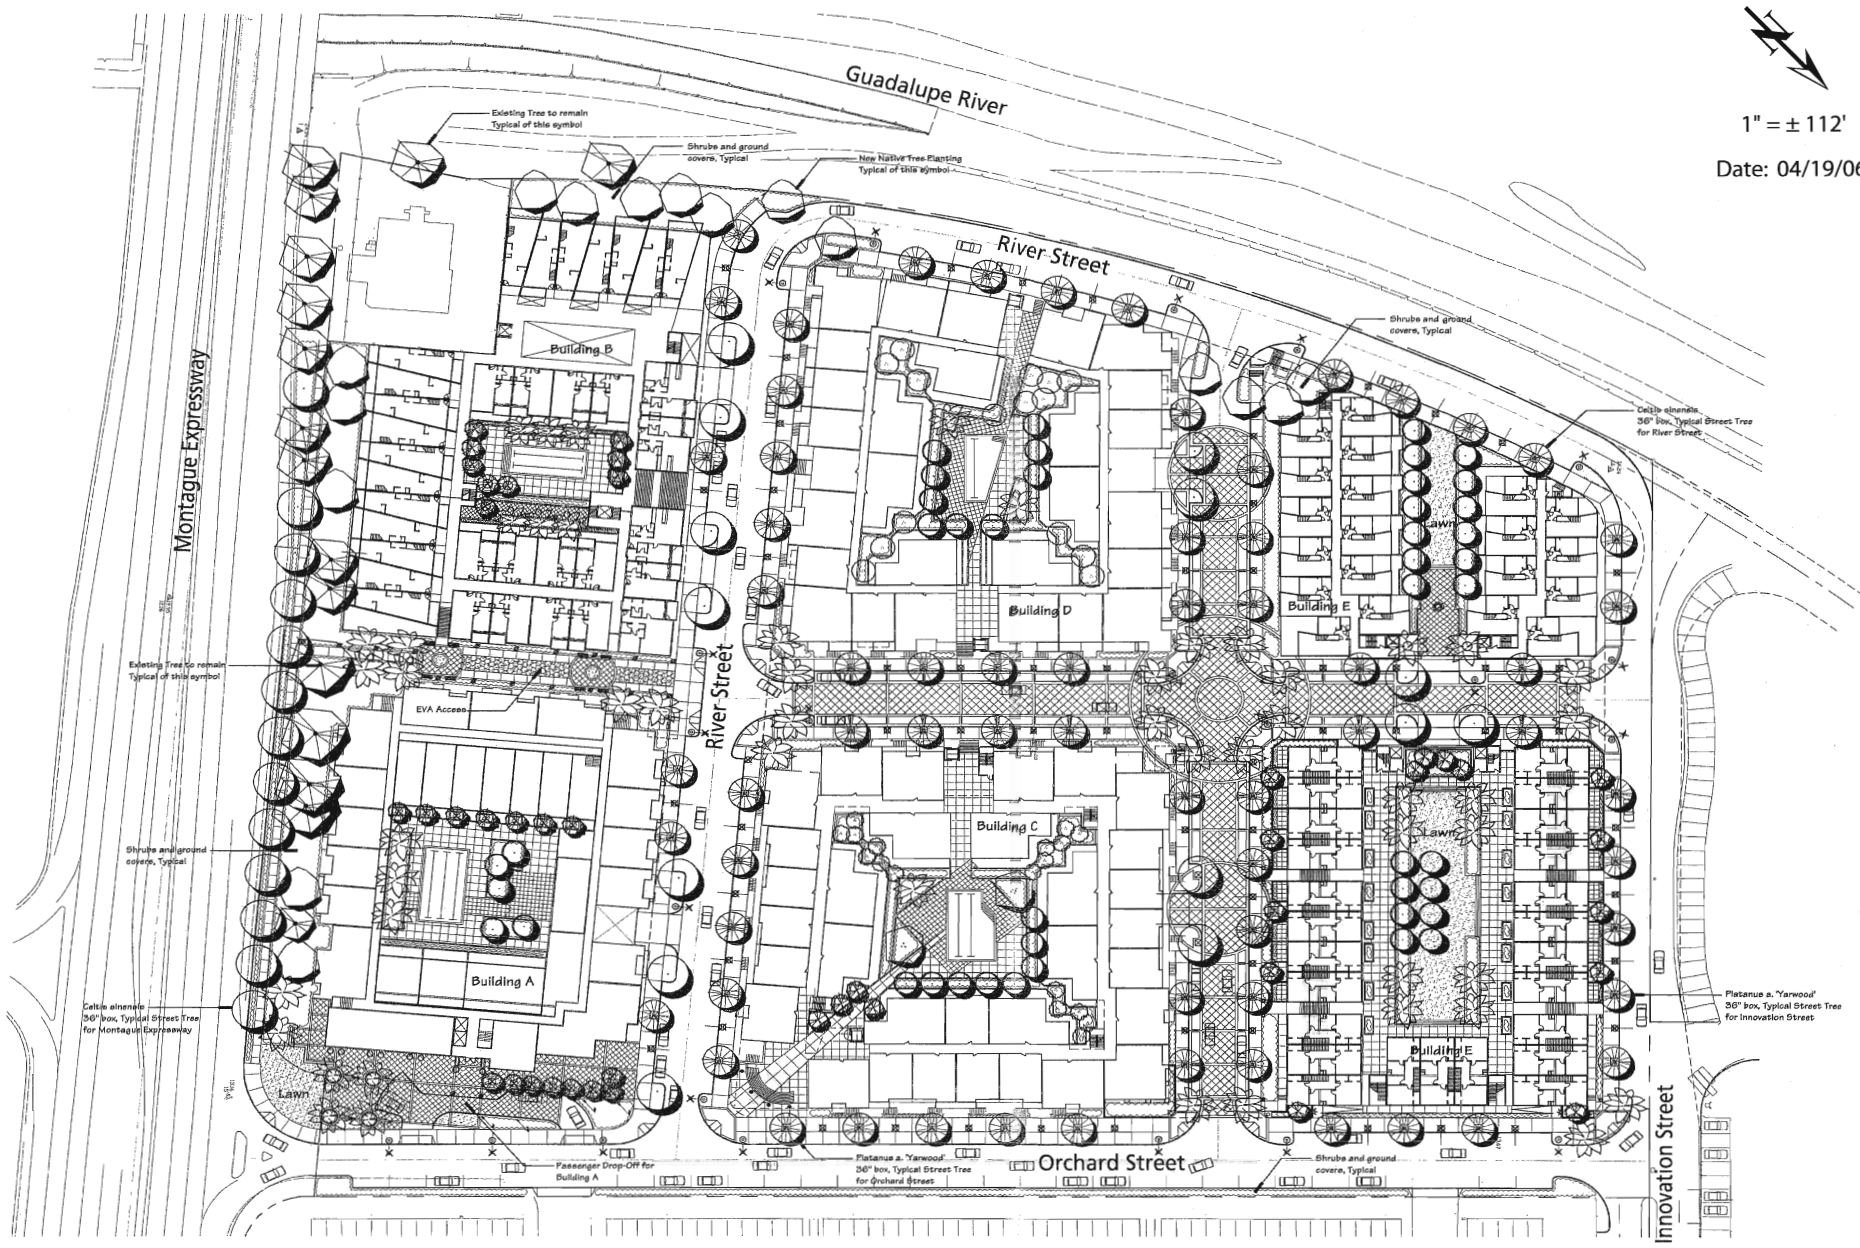 Guadalupe River
1" = ± 112'
Date: 04/19/06
Existing Tree to remain
Typical of this symbol
Shrubs and ground
covers, Typical
New Native Tree Planting
Typical of this symbol
River Street
Shrubs and ground
covers, Typical
Building B
Montague Expressway
Celtis sinensis
36" box, Typical Street Tree
for River Street
Lawn
Building D
Building E
Existing Tree to remain
Typical of this symbol
EVA Access
River Street
Building C
Lawn
Shrubs and ground
covers, Typical
Building A
Celtis sinensis
36" box, Typical Street Tree
for Montague Expressway
Platanus a. 'Yarwood'
36" box, Typical Street Tree
for Innovation Street
Building E
Lawn
Innovation Street
Passenger Drop-Off for
Building A
Platanus a. 'Yarwood'
36" box, Typical Street Tree
for Orchard Street
Orchard Street
Shrubs and ground
covers, Typical